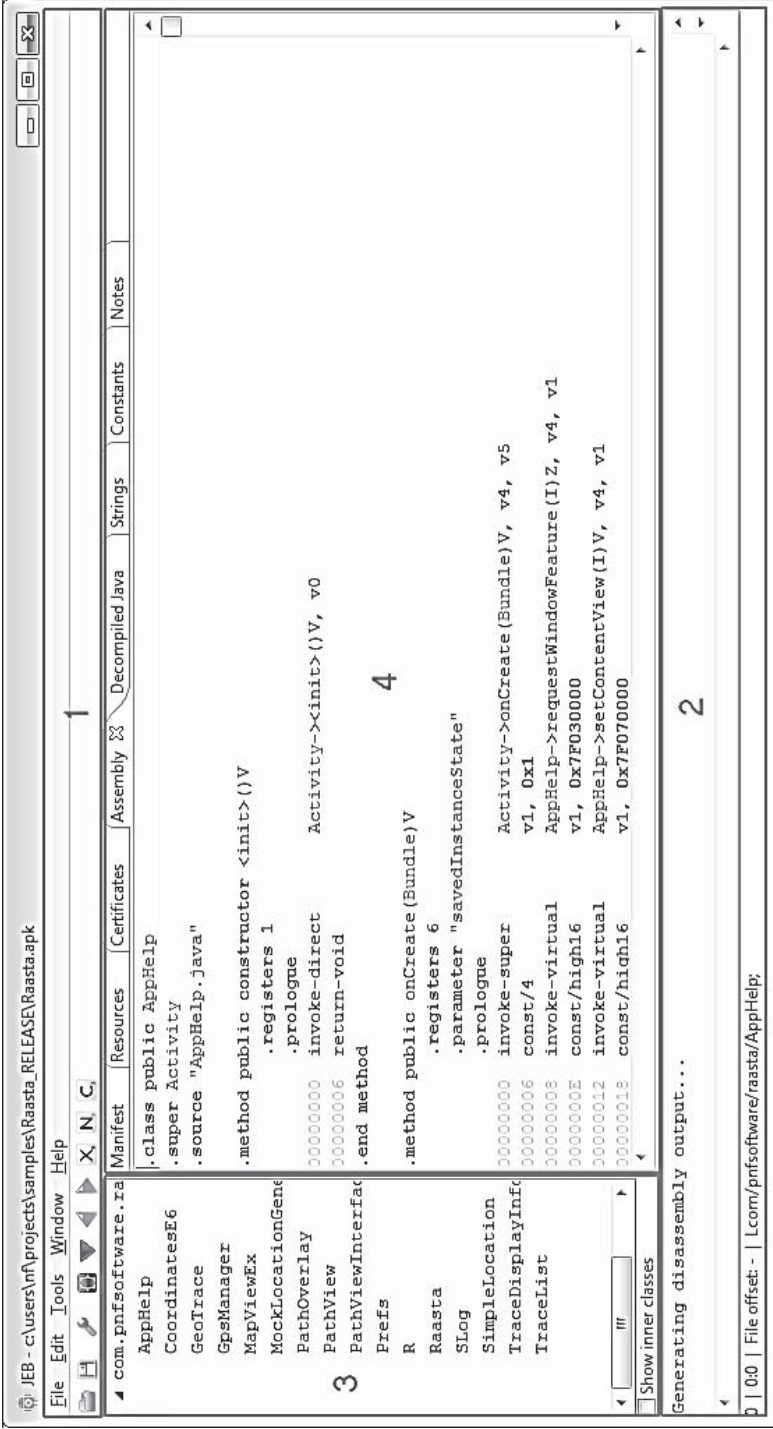 JEB - c:\users\nf\projects\samples\Raasta_RELEASE\Raasta.apk
File Edit Tools Window Help
X, N, C,
1
com.pnfsoftware.ra
AppHelp
CoordinatesE6
GeoTrace
GpsManager
MapViewEx
MockLocationGene
PathOverlay
PathView
PathViewInterfac
Prefs
R
Raasta
SLog
SimpleLocation
TraceDisplayInfo
TraceList
3
Show inner classes
Manifest Resources Certificates Assembly Decompiled Java Strings Constants Notes
.class public AppHelp
.super Activity
.source "AppHelp.java"
.method public constructor <init>()V
.registers 1
.prologue
00000000 invoke-direct Activity-><init>()V, v0
00000006 return-void
.end method
.method public onCreate(Bundle)V
.registers 6
.parameter "savedInstanceState"
.prologue
00000000 invoke-super Activity->onCreate(Bundle)V, v4, v5
00000006 const/4 v1, 0x1
00000008 invoke-virtual AppHelp->requestWindowFeature(I)Z, v4, v1
0000000E const/high16 v1, 0x7F030000
00000012 invoke-virtual AppHelp->setContentView(I)V, v4, v1
00000018 const/high16 v1, 0x7F070000
4
Generating disassembly output...
2
0 | 0:0 | File offset: - | Lcom/pnfsoftware/raasta/AppHelp;